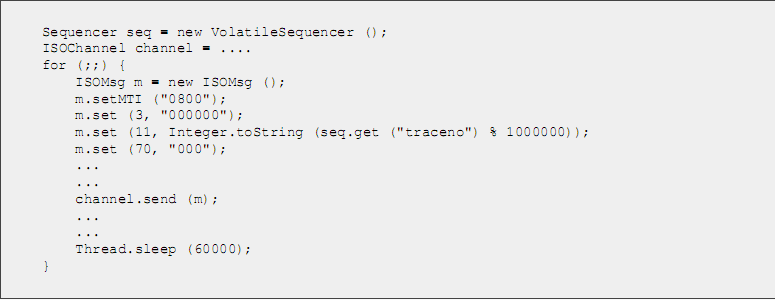 Sequencer seq = new VolatileSequencer ();
ISOChannel channel = ....
for (;;) {
    ISOMsg m = new ISOMsg ();
    m.setMTI ("0800");
    m.set (3, "000000");
    m.set (11, Integer.toString (seq.get ("traceno") % 1000000));
    m.set (70, "000");
    ...
    ...
    channel.send (m);
    ...
    ...
    Thread.sleep (60000);
}